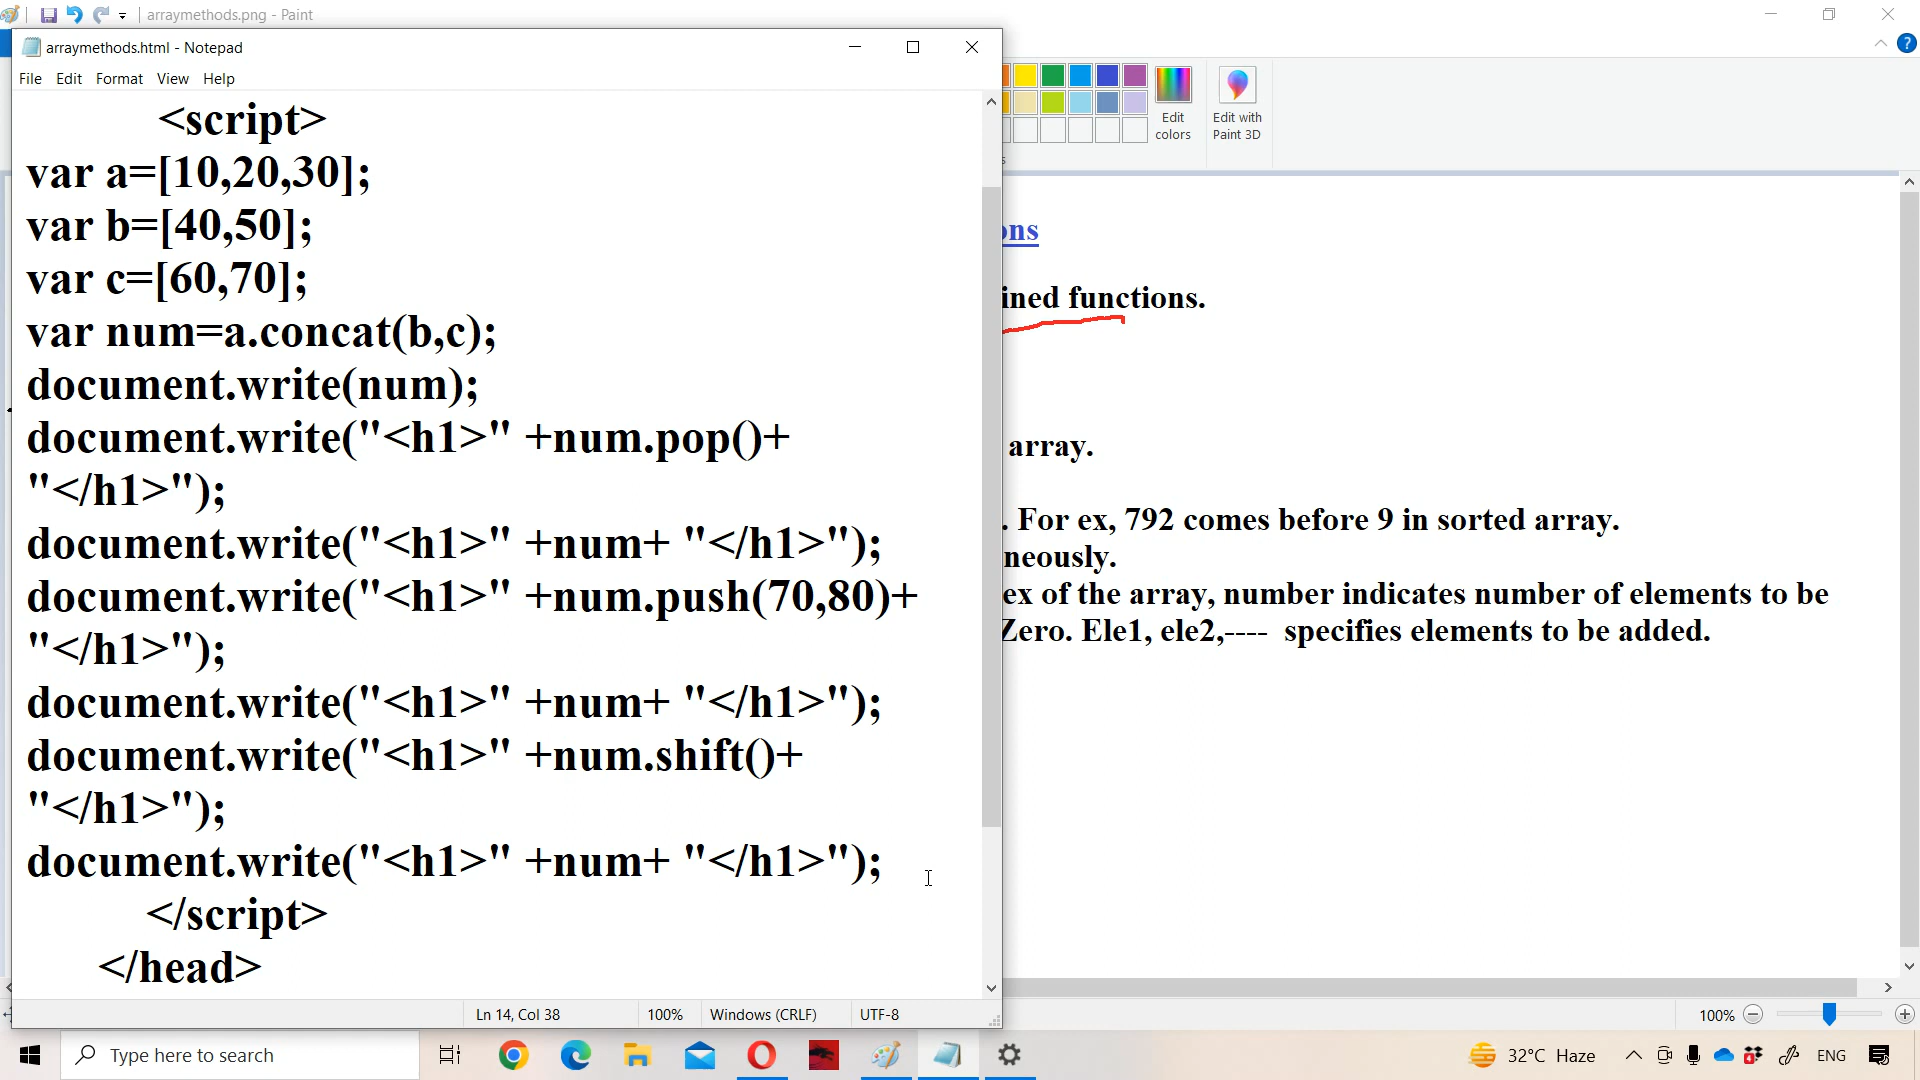 arraymethods.png - Paint
arraymethods.html - Notepad
File Edit Format View Help
<script>
var a=[10,20,30];
var b=[40,50];
var c=[60,70];
var num=a.concat(b,c);
document.write(num);
document.write("<h1>" +num.pop()+
"</h1>");
document.write("<h1>" +num+ "</h1>");
document.write("<h1>" +num.push(70,80)+
"</h1>");
document.write("<h1>" +num+ "</h1>");
document.write("<h1>" +num.shift()+
"</h1>");
document.write("<h1>" +num+ "</h1>");
</script>
</head>
Ln 14, Col 38 100% Windows (CRLF) UTF-8
Edit colors
Edit with Paint 3D
ons
ined functions.
array.
. For ex, 792 comes before 9 in sorted array.
neously.
ex of the array, number indicates number of elements to be
Zero. Ele1, ele2,---- specifies elements to be added.
100%
Type here to search
32°C Haze
ENG